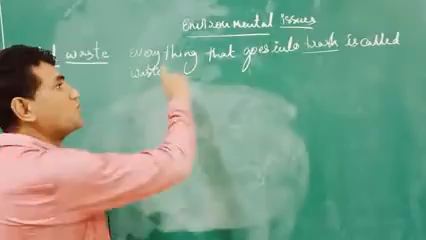 Environmental issues
waste Everything that goes into trash is called
waste